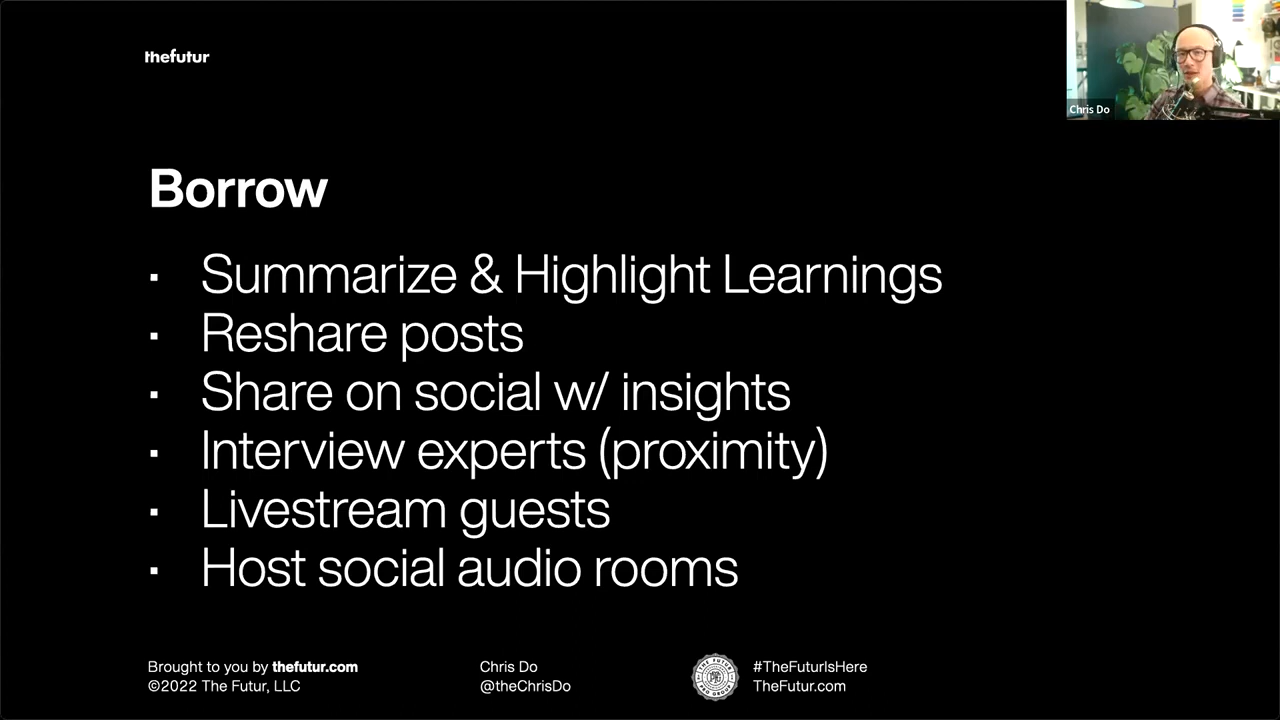 thefutur
Chris Do
Borrow
· Summarize & Highlight Learnings
· Reshare posts
· Share on social w/ insights
· Interview experts (proximity)
· Livestream guests
· Host social audio rooms
Brought to you by thefutur.com
©2022 The Futur, LLC
Chris Do
@theChrisDo
#TheFuturIsHere
TheFutur.com